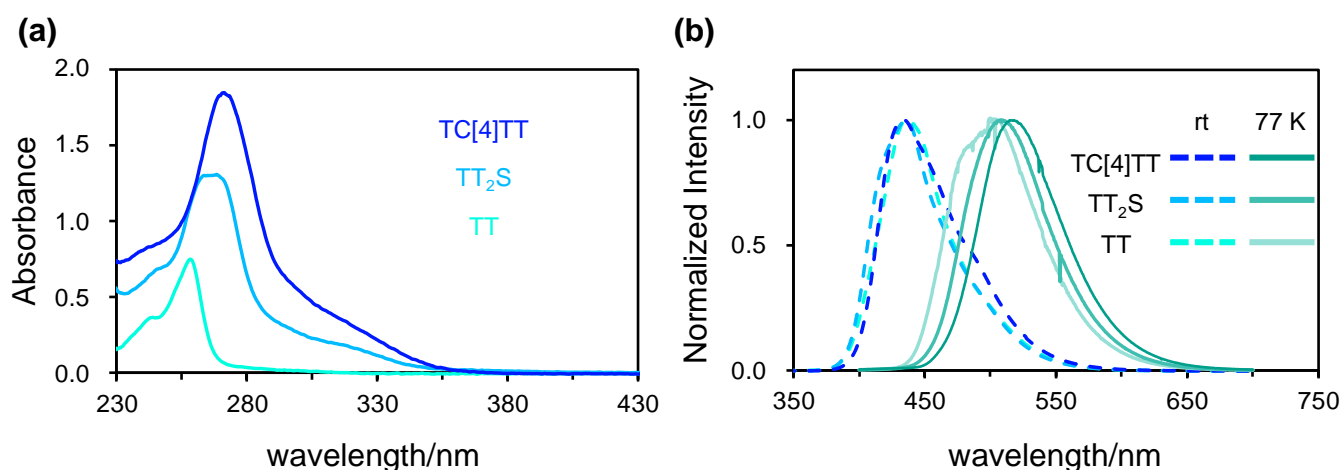 (a)
Absorbance
2.0
1.5
1.0
0.5
0.0
TC[4]TT
TT₂S
TT
230 280 330 380 430
wavelength/nm
(b)
Normalized Intensity
1.0
0.5
0.0
rt 77 K
TC[4]TT
TT₂S
TT
350 450 550 650 750
wavelength/nm